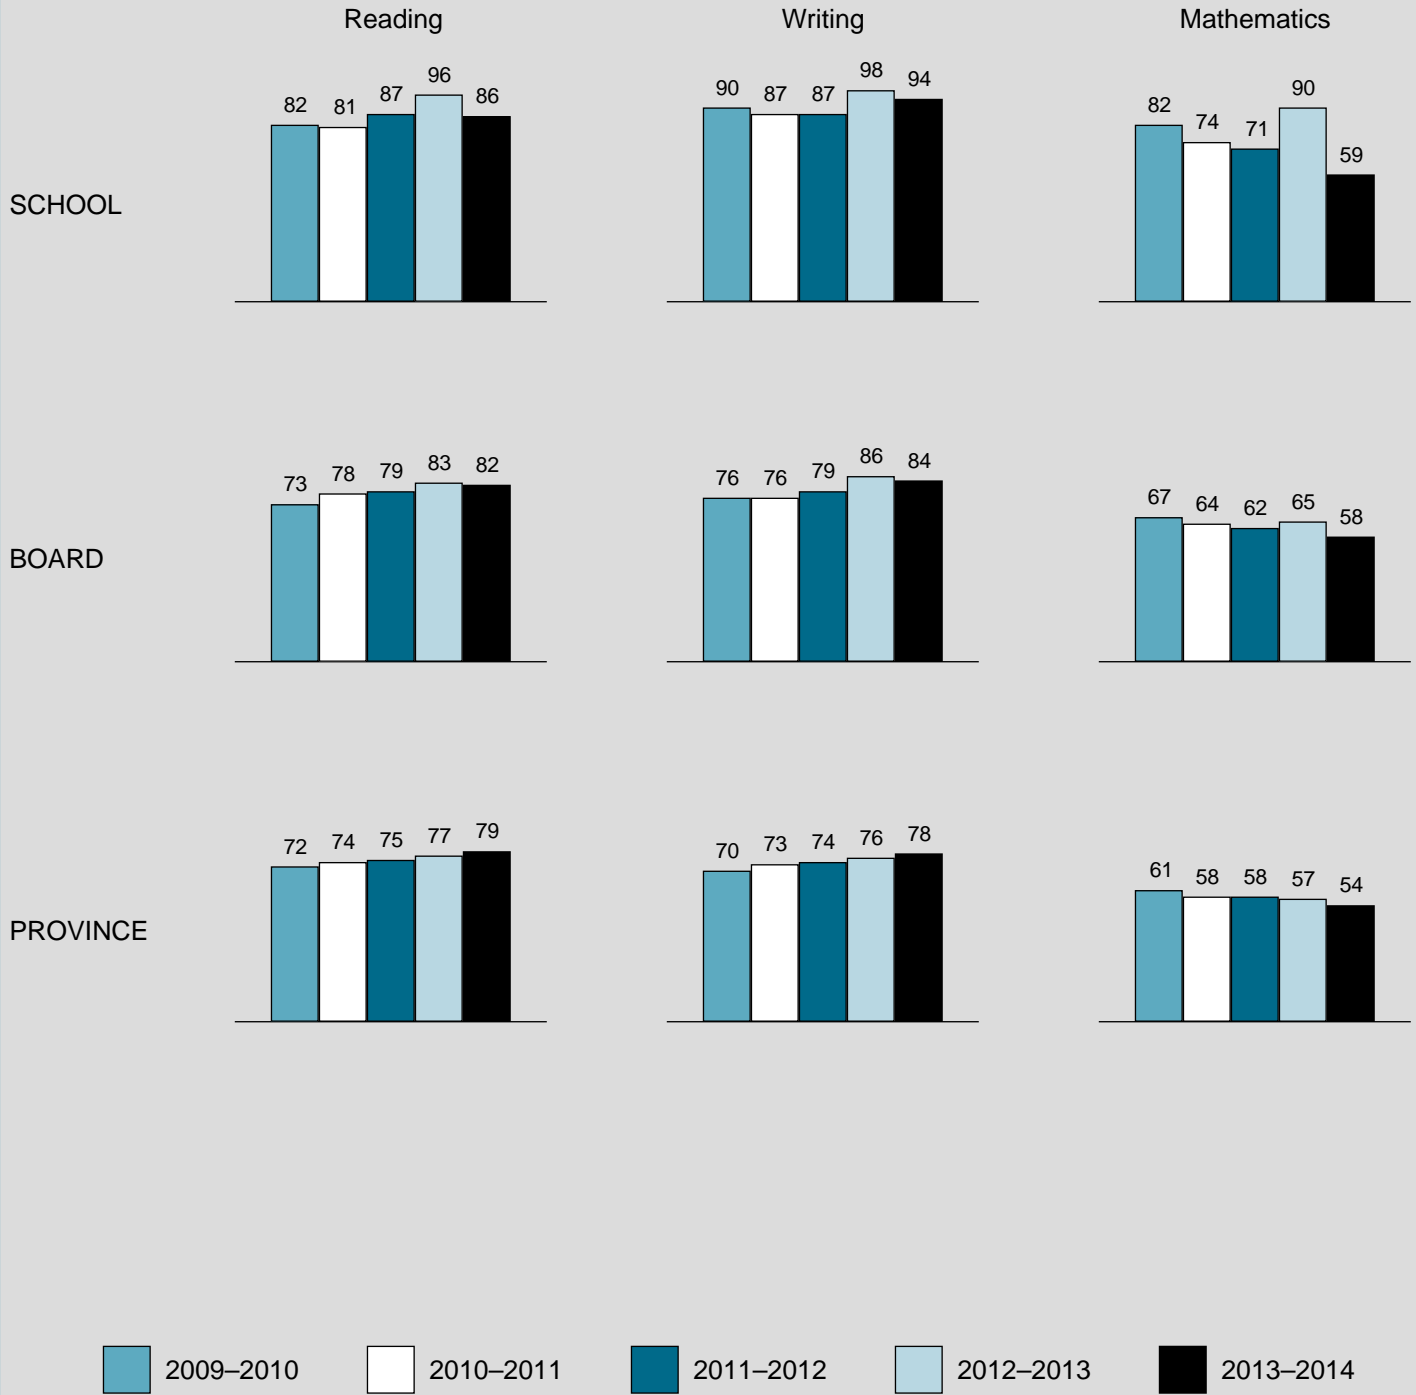 Reading Writing Mathematics
82 81 87 96 86
90 87 87 98 94
82 74 71 90 59
SCHOOL
73 78 79 83 82
76 76 79 86 84
67 64 62 65 58
BOARD
72 74 75 77 79
70 73 74 76 78
61 58 58 57 54
PROVINCE
2009–2010 2010–2011 2011–2012 2012–2013 2013–2014